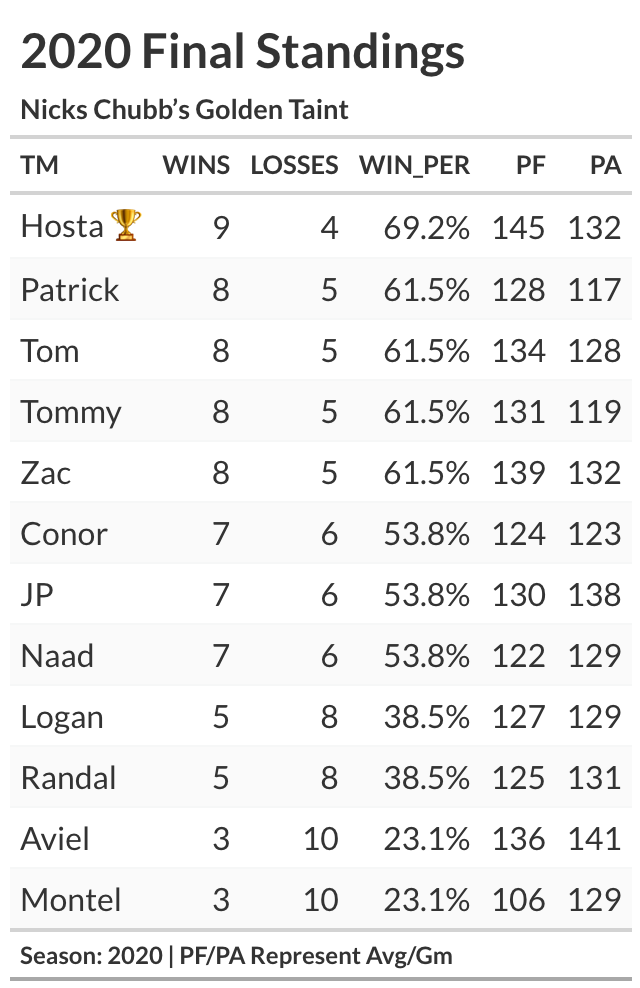 2020 Final Standings
Nicks Chubb’s Golden Taint
TM WINS LOSSES WIN_PER PF PA
Hosta 🏆 9 4 69.2% 145 132
Patrick 8 5 61.5% 128 117
Tom 8 5 61.5% 134 128
Tommy 8 5 61.5% 131 119
Zac 8 5 61.5% 139 132
Conor 7 6 53.8% 124 123
JP 7 6 53.8% 130 138
Naad 7 6 53.8% 122 129
Logan 5 8 38.5% 127 129
Randal 5 8 38.5% 125 131
Aviel 3 10 23.1% 136 141
Montel 3 10 23.1% 106 129
Season: 2020 | PF/PA Represent Avg/Gm